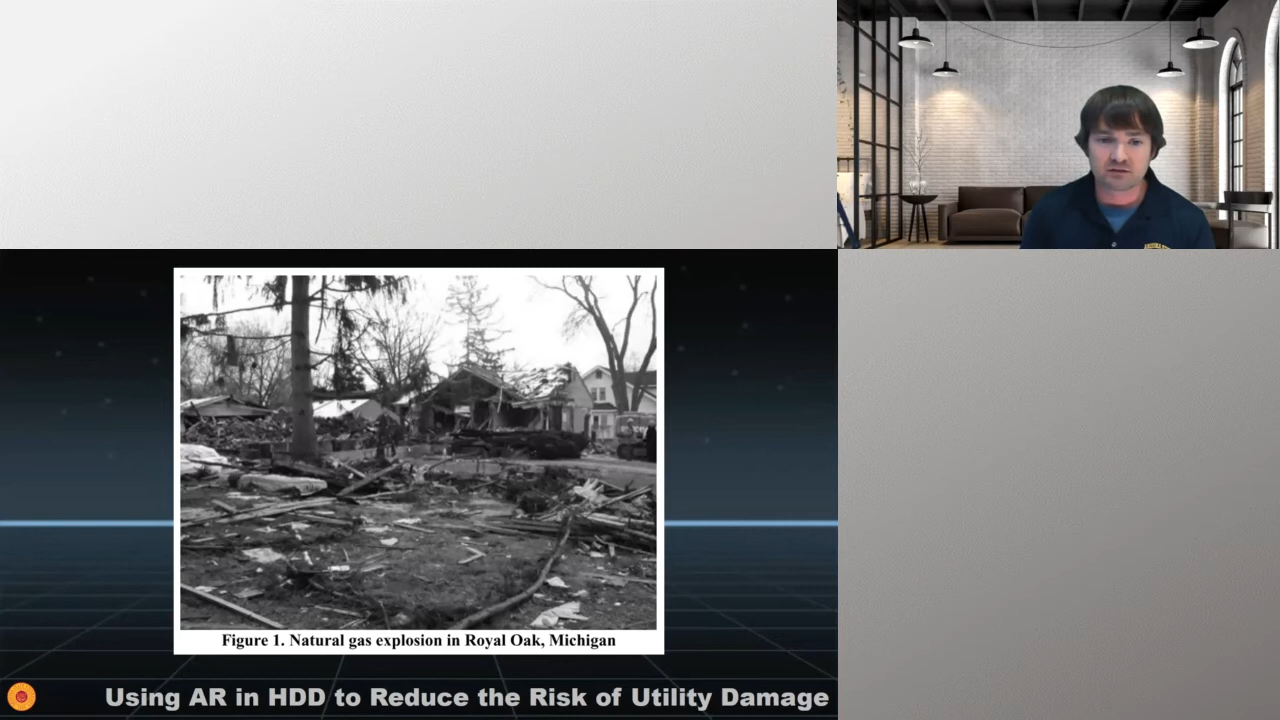 Figure 1. Natural gas explosion in Royal Oak, Michigan
Using AR in HDD to Reduce the Risk of Utility Damage